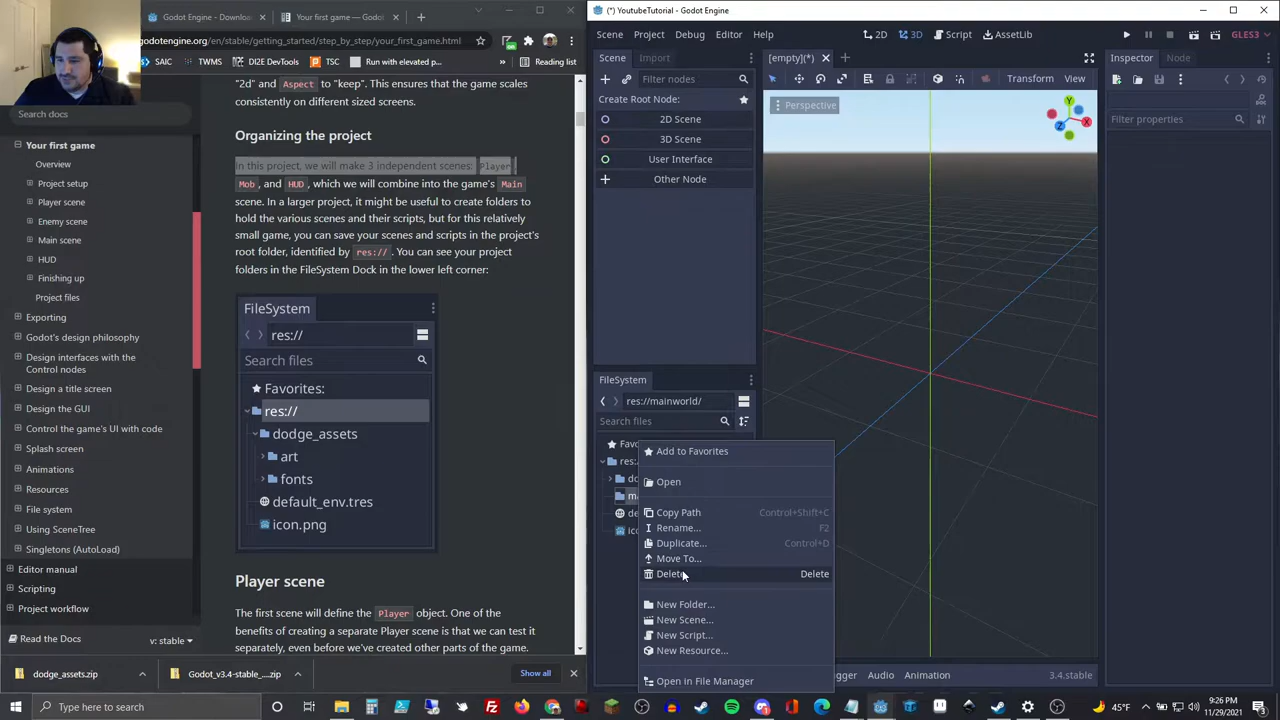 Godot Engine - Downloa
Your first game — Godo
godotengine.org/en/stable/getting_started/step_by_step/your_first_game.html
SAIC
TWMS
DTIC
PSC
Run with elevated p...
Search docs
Your first game
Overview
Project setup
Player scene
Enemy scene
Main scene
HUD
Finishing up
Project files
Exporting
Godot's design philosophy
Design interfaces with the
Control nodes
Design a title screen
Design the GUI
Control the game's UI with code
Splash screen
Animations
Resources
File system
Using SceneTree
Singletons (AutoLoad)
Editor manual
Project workflow
Read the Docs
v: stable
"2d" and Aspect to "keep". This ensures that the game scales
consistently on different sized screens.
Organizing the project
In this project, we will make 3 independent scenes: Player,
Mob, and HUD, which we will combine into the game's Main
scene. In a larger project, it might be useful to create folders to
hold the various scenes and their scripts, but for this relatively
small game, you can save your scenes and scripts in the project's
root folder, identified by res://. You can see your project
folders in the FileSystem Dock in the lower left corner:
FileSystem
res://
Search files
Favorites:
res://
dodge_assets
art
fonts
default_env.tres
icon.png
Player scene
The first scene will define the Player object. One of the
benefits of creating a separate Player scene is that we can test it
separately, even before we've created other parts of the game.
dodge_assets.zip
Godot_v3.4-stable_....zip
Show all
(*) YoutubeTutorial - Godot Engine
Scene
Project
Debug
Editor
Help
2D
3D
Script
AssetLib
GLES3
Scene
Import
Filter nodes
Create Root Node:
2D Scene
3D Scene
User Interface
Other Node
[empty](*)
Transform
View
Perspective
Y
X
Z
Inspector
Node
Filter properties
FileSystem
res://mainworld/
Search files
Favo
res:
do
ma
de
ico
Add to Favorites
Open
Copy Path Control+Shift+C
Rename... F2
Duplicate... Control+D
Move To...
Delete Delete
New Folder...
New Scene...
New Script...
New Resource...
Open in File Manager
gger
Audio
Animation
3.4.stable
Type here to search
45°F
9:26 PM
11/29/2021